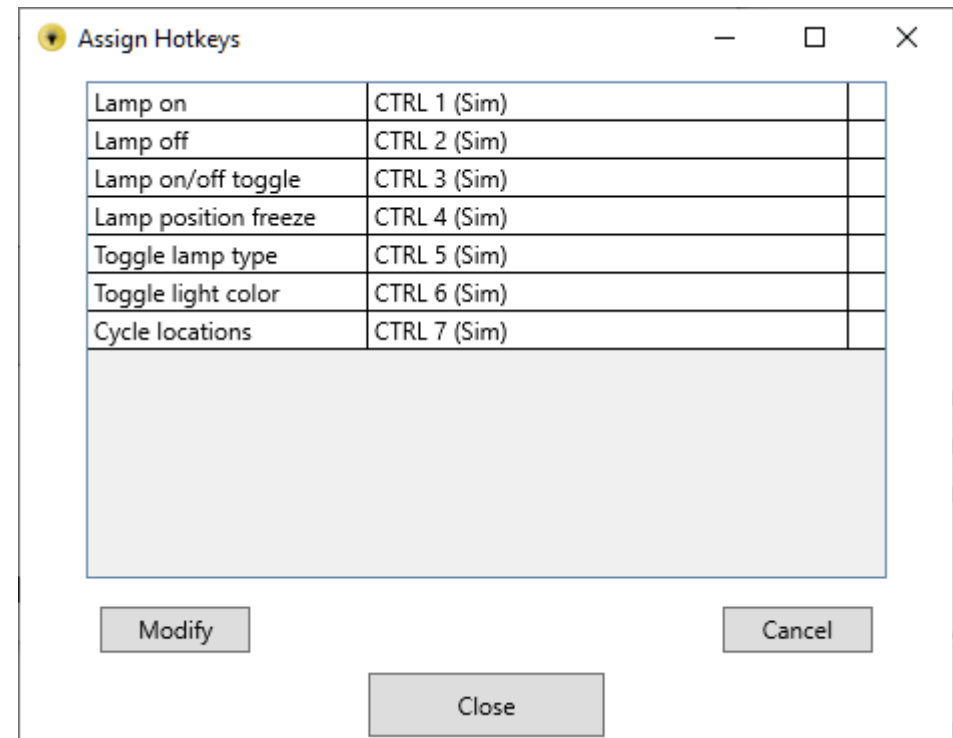 Assign Hotkeys
Lamp on CTRL 1 (Sim)
Lamp off CTRL 2 (Sim)
Lamp on/off toggle CTRL 3 (Sim)
Lamp position freeze CTRL 4 (Sim)
Toggle lamp type CTRL 5 (Sim)
Toggle light color CTRL 6 (Sim)
Cycle locations CTRL 7 (Sim)
Modify Cancel
Close